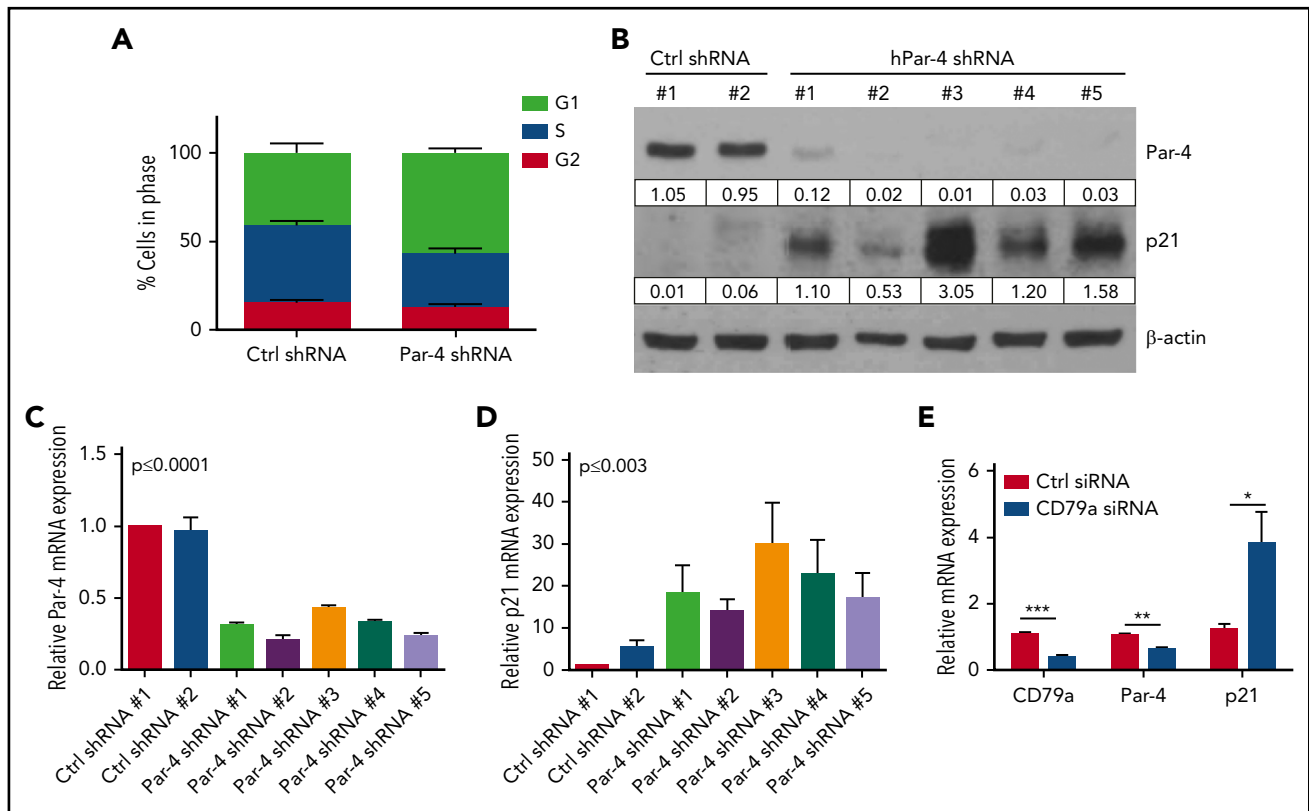 A
% Cells in phase
100
50
0
Ctrl shRNA
Par-4 shRNA
G1
S
G2
B
Ctrl shRNA
hPar-4 shRNA
#1 #2 #1 #2 #3 #4 #5
Par-4
1.05 0.95 0.12 0.02 0.01 0.03 0.03
p21
0.01 0.06 1.10 0.53 3.05 1.20 1.58
β-actin
C
Relative Par-4 mRNA expression
1.5
1.0
0.5
0.0
p≤0.0001
Ctrl shRNA #1
Ctrl shRNA #2
Par-4 shRNA #1
Par-4 shRNA #2
Par-4 shRNA #3
Par-4 shRNA #4
Par-4 shRNA #5
D
Relative p21 mRNA expression
50
40
30
20
10
0
p≤0.003
Ctrl shRNA #1
Ctrl shRNA #2
Par-4 shRNA #1
Par-4 shRNA #2
Par-4 shRNA #3
Par-4 shRNA #4
Par-4 shRNA #5
E
Relative mRNA expression
6
4
2
0
Ctrl siRNA
CD79a siRNA
***
**
*
CD79a
Par-4
p21